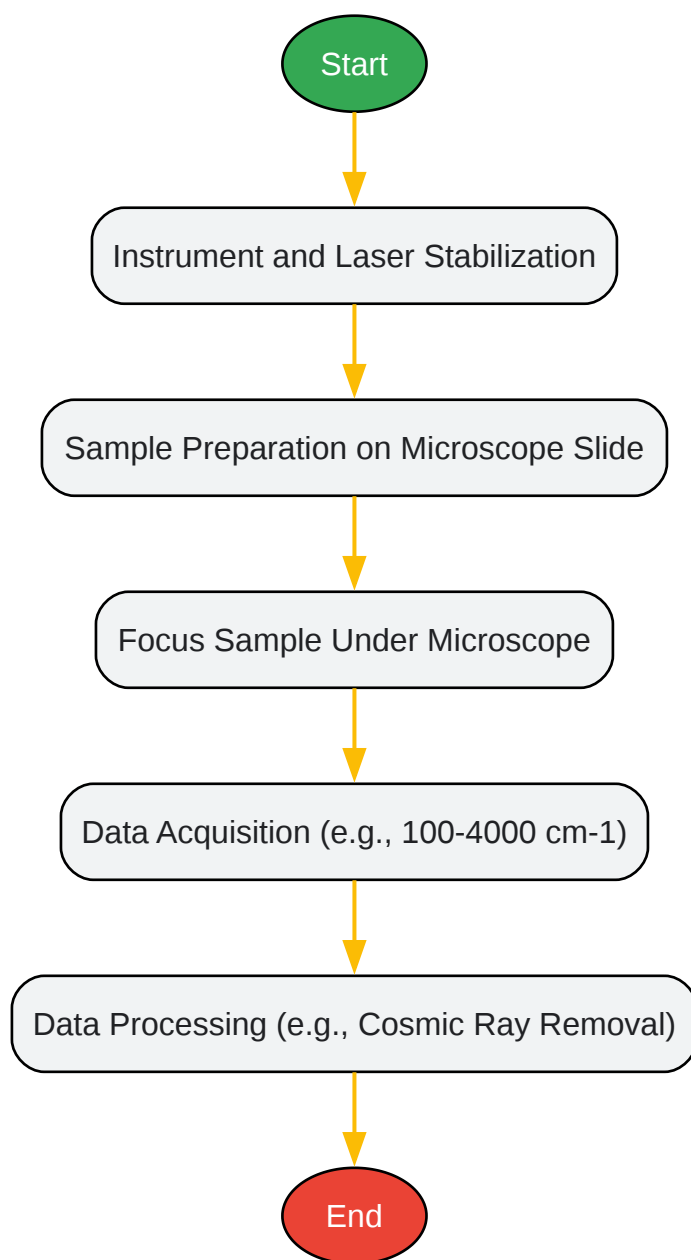 Start
Instrument and Laser Stabilization
Sample Preparation on Microscope Slide
Focus Sample Under Microscope
Data Acquisition (e.g., 100-4000 cm-1)
Data Processing (e.g., Cosmic Ray Removal)
End